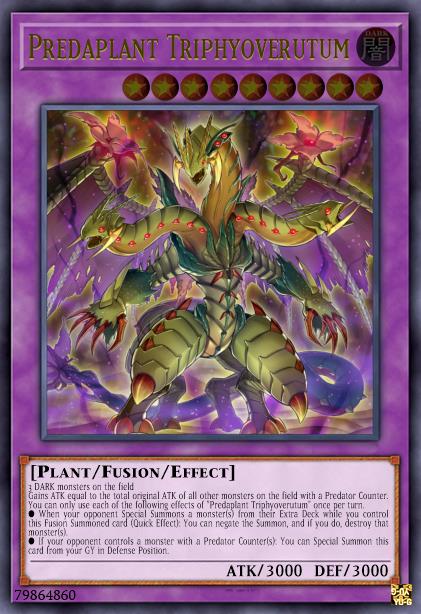 PREDAPLANT TRIPHYOVERUTUM
DARK
闇
[PLANT/FUSION/EFFECT]
3 DARK monsters on the field
Gains ATK equal to the total original ATK of all other monsters on the field with a Predator Counter.
You can only use each of the following effects of "Predaplant Triphyoverutum" once per turn.
● When your opponent Special Summons a monster(s) from their Extra Deck while you control
this Fusion Summoned card (Quick Effect): You can negate the Summon, and if you do, destroy that
monster(s).
● If your opponent controls a monster with a Predator Counter(s): You can Special Summon this
card from your GY in Defense Position.
ATK/3000 DEF/3000
79864860